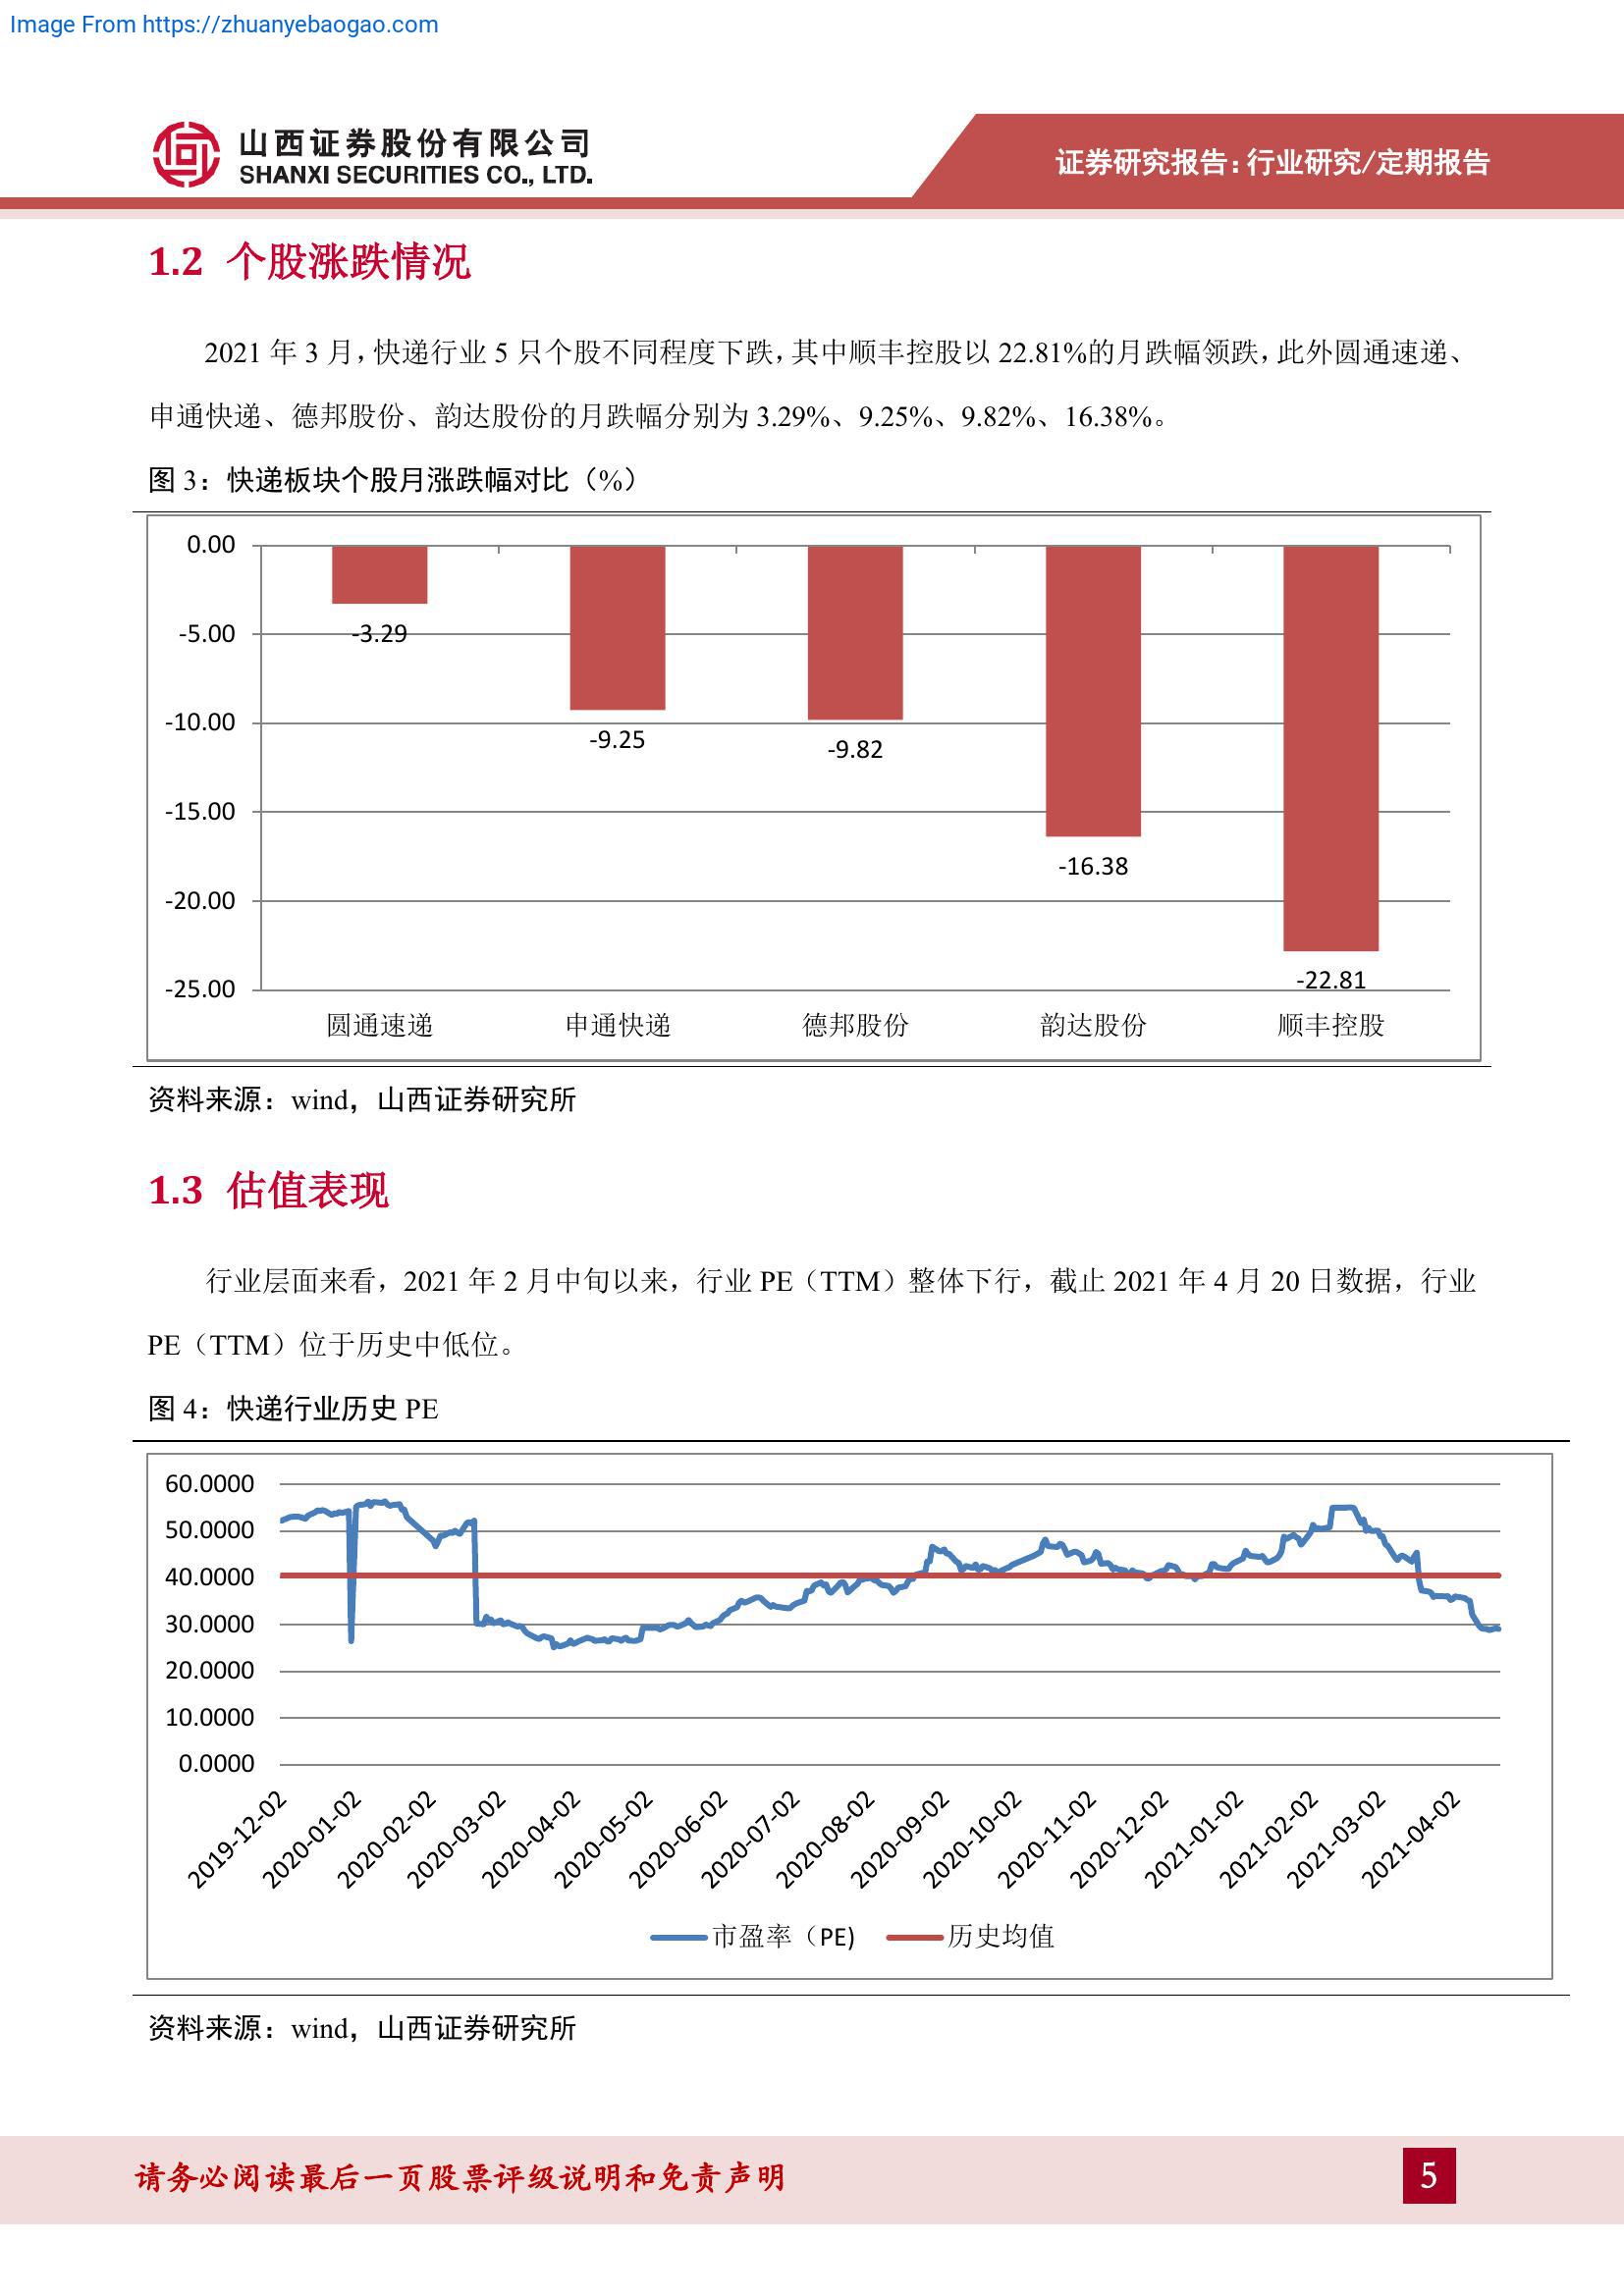 Image From https://zhuanyebaogao.com
山西证券股份有限公司
SHANXI SECURITIES CO., LTD.
证券研究报告：行业研究/定期报告
1.2 个股涨跌情况
2021 年 3 月，快递行业 5 只个股不同程度下跌，其中顺丰控股以 22.81%的月跌幅领跌，此外圆通速递、
申通快递、德邦股份、韵达股份的月跌幅分别为 3.29%、9.25%、9.82%、16.38%。
图 3：快递板块个股月涨跌幅对比（%）
0.00
-5.00
-10.00
-15.00
-20.00
-25.00
-3.29
-9.25
-9.82
-16.38
-22.81
圆通速递 申通快递 德邦股份 韵达股份 顺丰控股
资料来源：wind，山西证券研究所
1.3 估值表现
行业层面来看，2021 年 2 月中旬以来，行业 PE（TTM）整体下行，截止 2021 年 4 月 20 日数据，行业
PE（TTM）位于历史中低位。
图 4：快递行业历史 PE
60.0000
50.0000
40.0000
30.0000
20.0000
10.0000
0.0000
2019-12-02
2020-01-02
2020-02-02
2020-03-02
2020-04-02
2020-05-02
2020-06-02
2020-07-02
2020-08-02
2020-09-02
2020-10-02
2020-11-02
2020-12-02
2021-01-02
2021-02-02
2021-03-02
2021-04-02
市盈率（PE) 历史均值
资料来源：wind，山西证券研究所
请务必阅读最后一页股票评级说明和免责声明
5